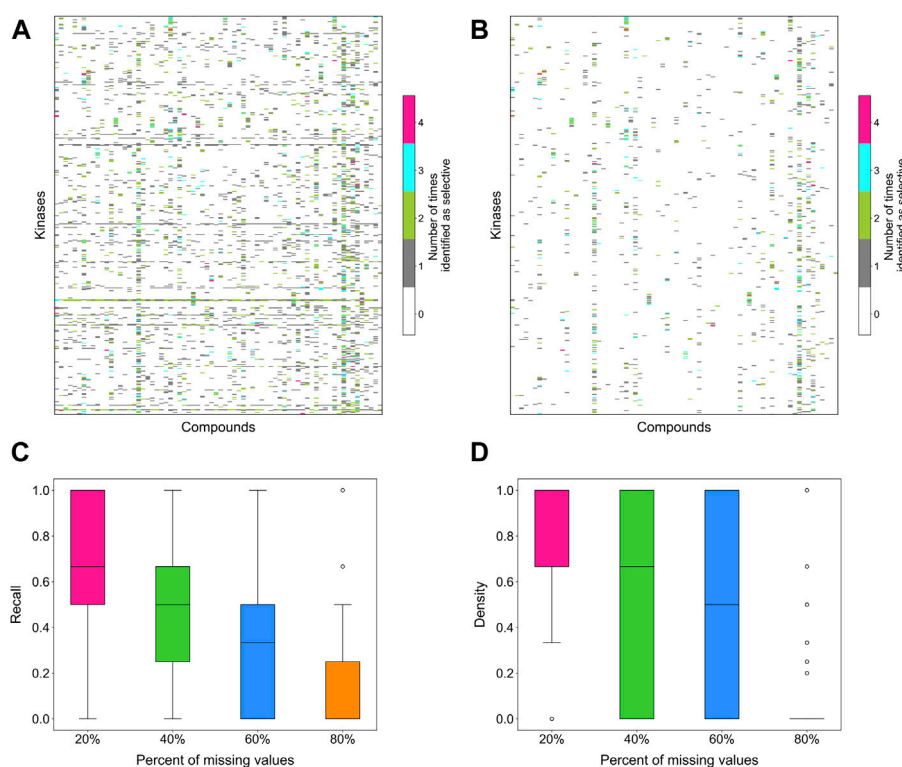 A
B
4
3
2
1
0
Number of times
identified as selective
Kinases
Compounds
4
3
2
1
0
Number of times
identified as selective
Kinases
Compounds
C
D
1.0
0.8
0.6
0.4
0.2
0.0
Recall
20%
40%
60%
80%
Percent of missing values
1.0
0.8
0.6
0.4
0.2
0.0
Density
20%
40%
60%
80%
Percent of missing values